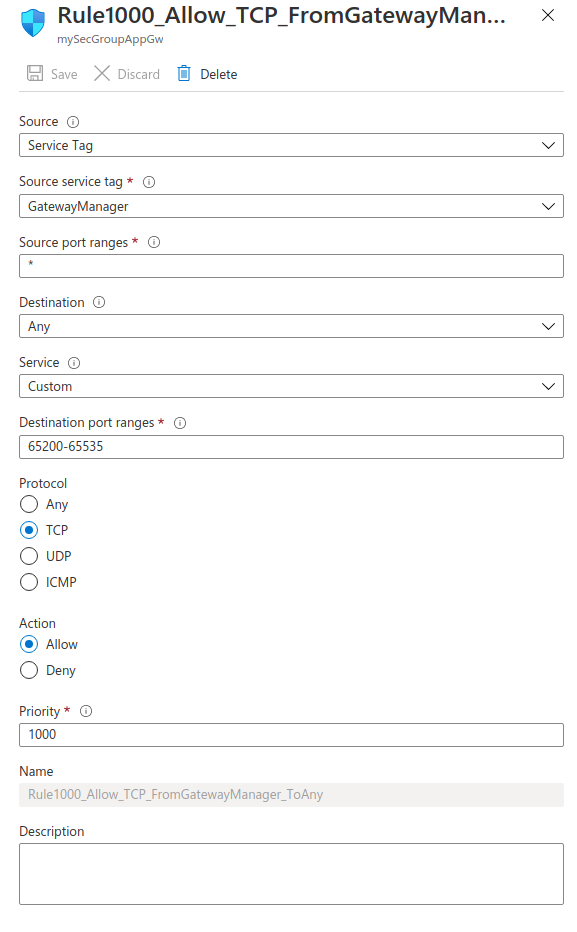 Rule1000_Allow_TCP_FromGatewayMan...
mySecGroupAppGw
Save Discard Delete
Source
Service Tag
Source service tag *
GatewayManager
Source port ranges *
*
Destination
Any
Service
Custom
Destination port ranges *
65200-65535
Protocol
Any
TCP
UDP
ICMP
Action
Allow
Deny
Priority *
1000
Name
Rule1000_Allow_TCP_FromGatewayManager_ToAny
Description